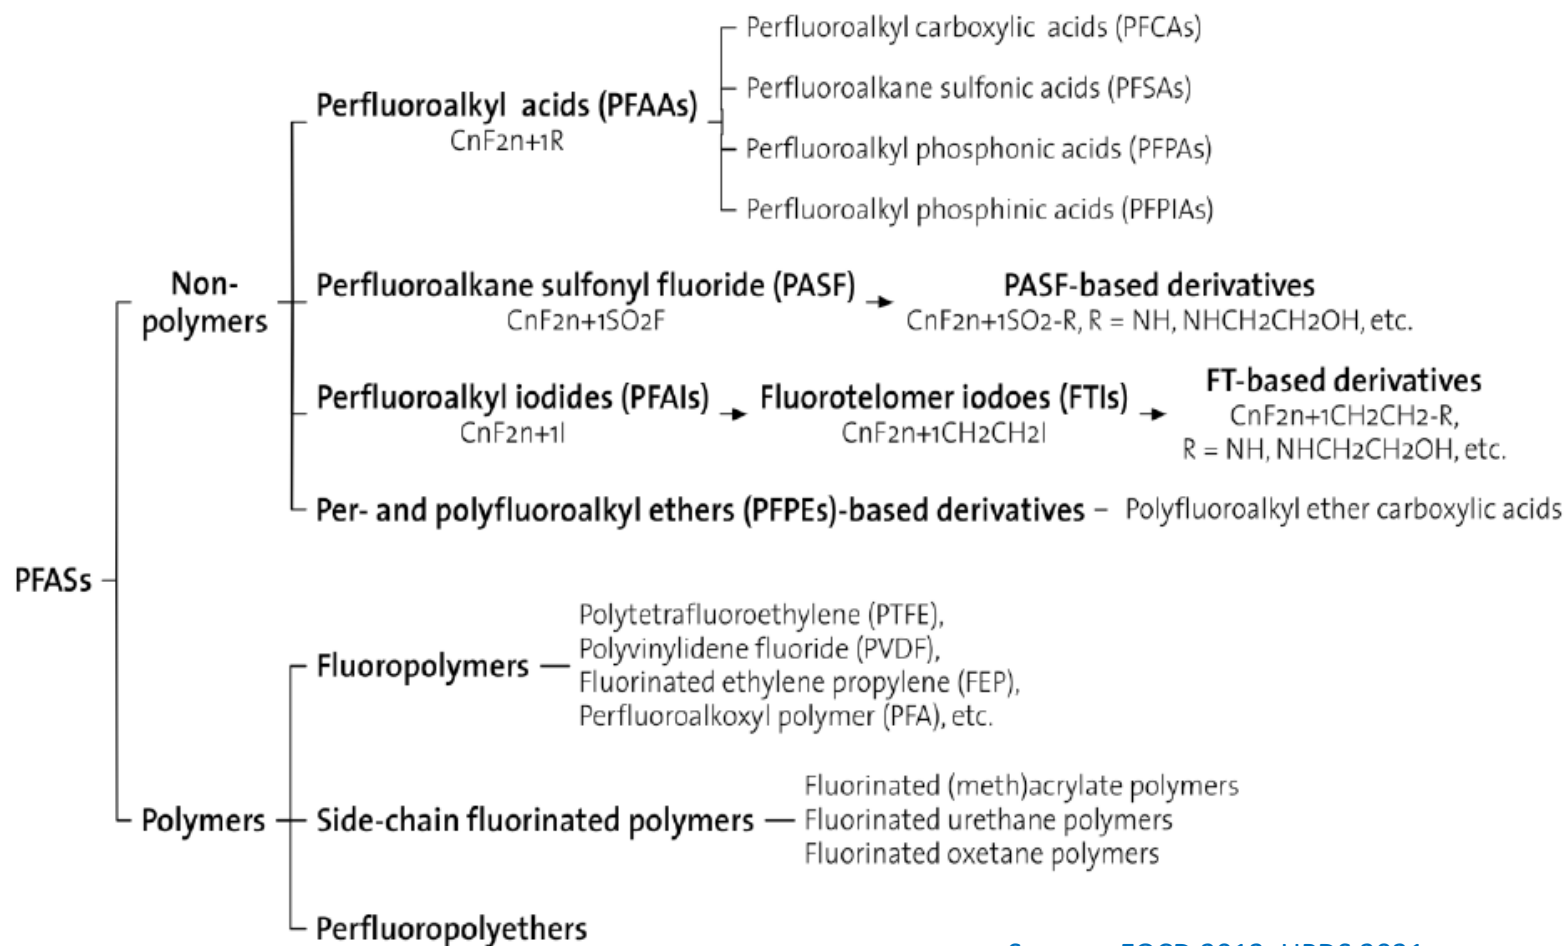 Perfluoroalkyl carboxylic acids (PFCAs)
Perfluoroalkane sulfonic acids (PFSAs)
Perfluoroalkyl acids (PFAAs)
CnF2n+1R
Perfluoroalkyl phosphonic acids (PFPAs)
Perfluoroalkyl phosphinic acids (PFPIAs)
Non-
polymers
Perfluoroalkane sulfonyl fluoride (PASF)
CnF2n+1SO2F
PASF-based derivatives
CnF2n+1SO2-R, R = NH, NHCH2CH2OH, etc.
Perfluoroalkyl iodides (PFAIs)
CnF2n+1I
Fluorotelomer iodoes (FTIs)
CnF2n+1CH2CH2I
FT-based derivatives
CnF2n+1CH2CH2-R,
R = NH, NHCH2CH2OH, etc.
Per- and polyfluoroalkyl ethers (PFPEs)-based derivatives – Polyfluoroalkyl ether carboxylic acids
PFASs
Fluoropolymers
Polytetrafluoroethylene (PTFE),
Polyvinylidene fluoride (PVDF),
Fluorinated ethylene propylene (FEP),
Perfluoroalkoxyl polymer (PFA), etc.
Polymers
Side-chain fluorinated polymers
Fluorinated (meth)acrylate polymers
Fluorinated urethane polymers
Fluorinated oxetane polymers
Perfluoropolyethers